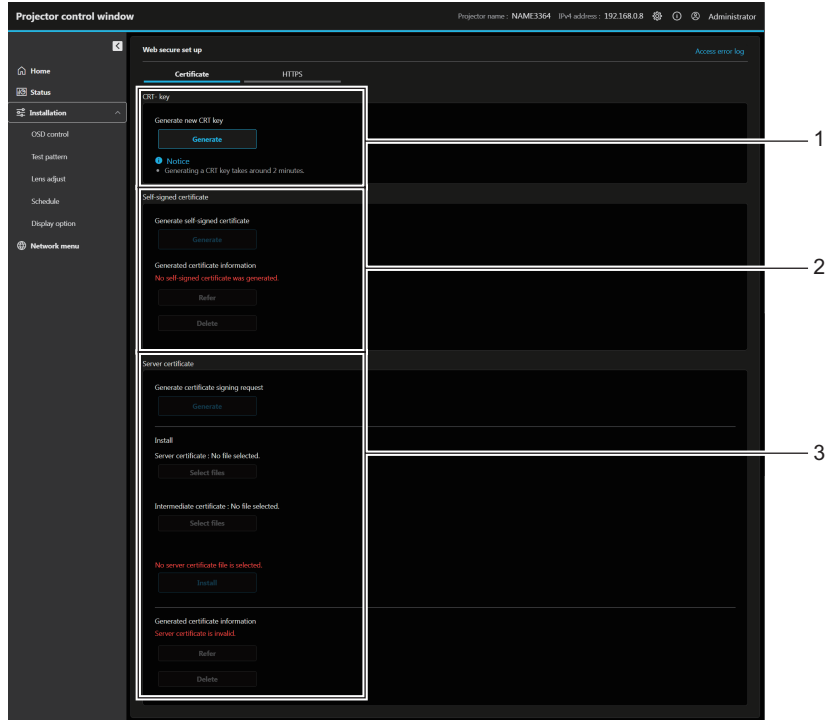 Projector control window
Projector name : NAME3364 IPv4 address : 192.168.0.8 Administrator
Home
Status
Installation
OSD control
Test pattern
Lens adjust
Schedule
Display option
Network menu
Web secure set up
Access error log
Certificate HTTPS
CRT- key
Generate new CRT key
Generate
Notice
• Generating a CRT key takes around 2 minutes.
1
Self-signed certificate
Generate self-signed certificate
Generate
Generated certificate information
No self-signed certificate was generated.
Refer
Delete
2
Server certificate
Generate certificate signing request
Generate
Install
Server certificate : No file selected.
Select files
Intermediate certificate : No file selected.
Select files
No server certificate file is selected.
Install
Generated certificate information
Server certificate is invalid.
Refer
Delete
3